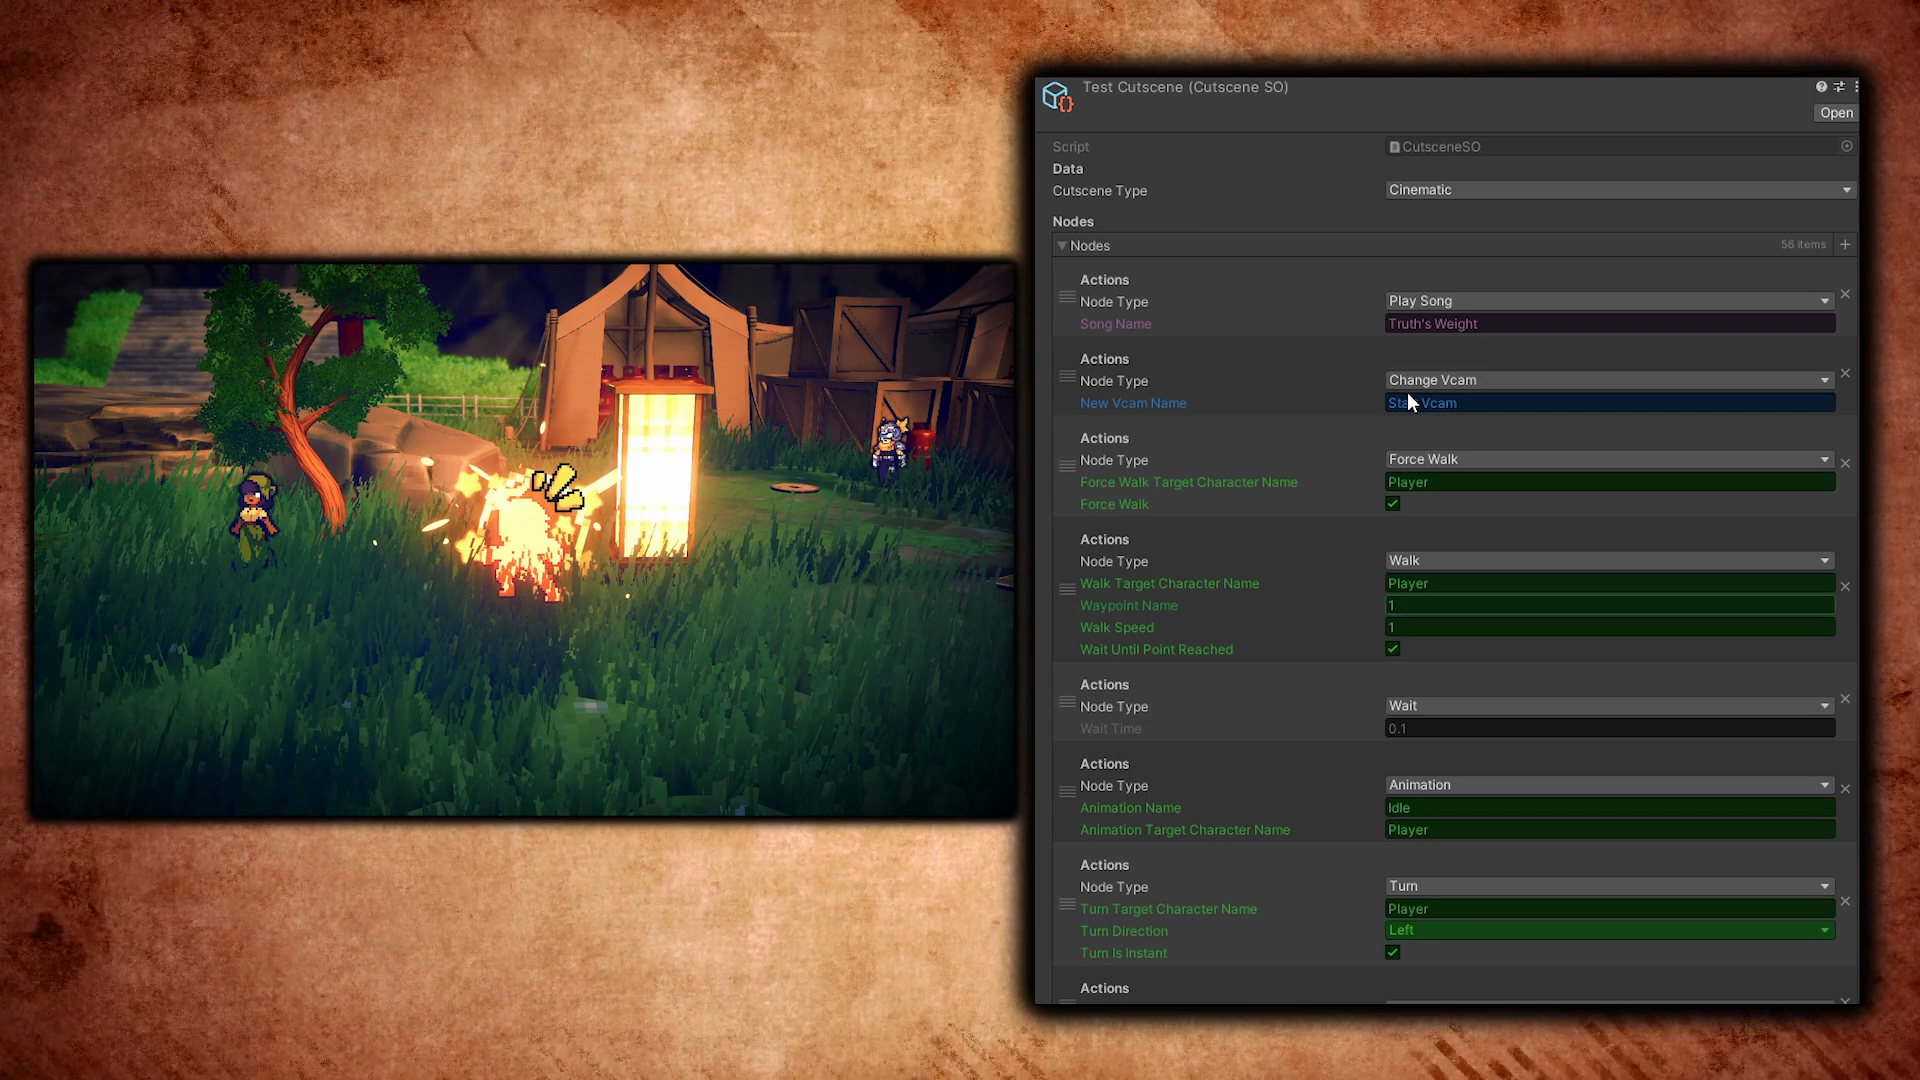 Test Cutscene (Cutscene SO)
Open
Script CutsceneSO
Data
Cutscene Type Cinematic
Nodes
Nodes 56 items
Actions
Node Type Play Song
Song Name Truth's Weight
Actions
Node Type Change Vcam
New Vcam Name Vcam
Actions
Node Type Force Walk
Force Walk Target Character Name Player
Force Walk
Actions
Node Type Walk
Walk Target Character Name Player
Waypoint Name 1
Walk Speed 1
Wait Until Point Reached
Actions
Node Type Wait
Wait Time 0.1
Actions
Node Type Animation
Animation Name Idle
Animation Target Character Name Player
Actions
Node Type Turn
Turn Target Character Name Player
Turn Direction Left
Turn Is Instant
Actions